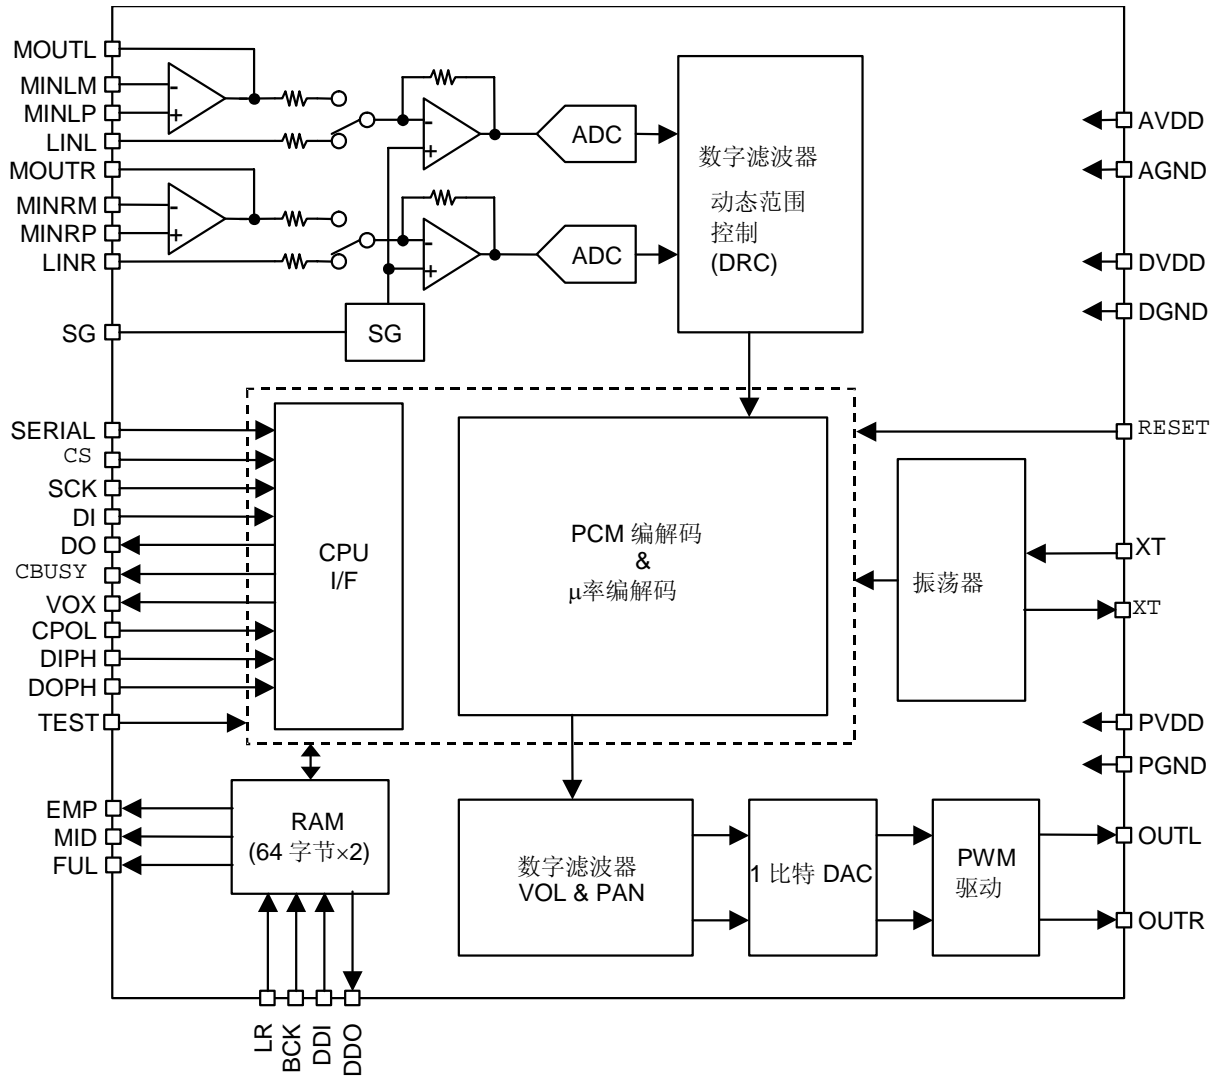 MOUTL
MINLM
MINLP
LINL
MOUTR
MINRM
MINRP
LINR
SG
-
+
-
+
-
+
-
+
SG
ADC
ADC
数字滤波器
动态范围
控制
(DRC)
AVDD
AGND
DVDD
DGND
SERIAL
CS
SCK
DI
DO
CBUSY
VOX
CPOL
DIPH
DOPH
TEST
CPU
I/F
PCM 编解码
&
μ率编解码
振荡器
RESET
XT
XT
PVDD
PGND
EMP
MID
FUL
RAM
(64 字节×2)
数字滤波器
VOL & PAN
1 比特 DAC
PWM
驱动
OUTL
OUTR
LR
BCK
DDI
DDO